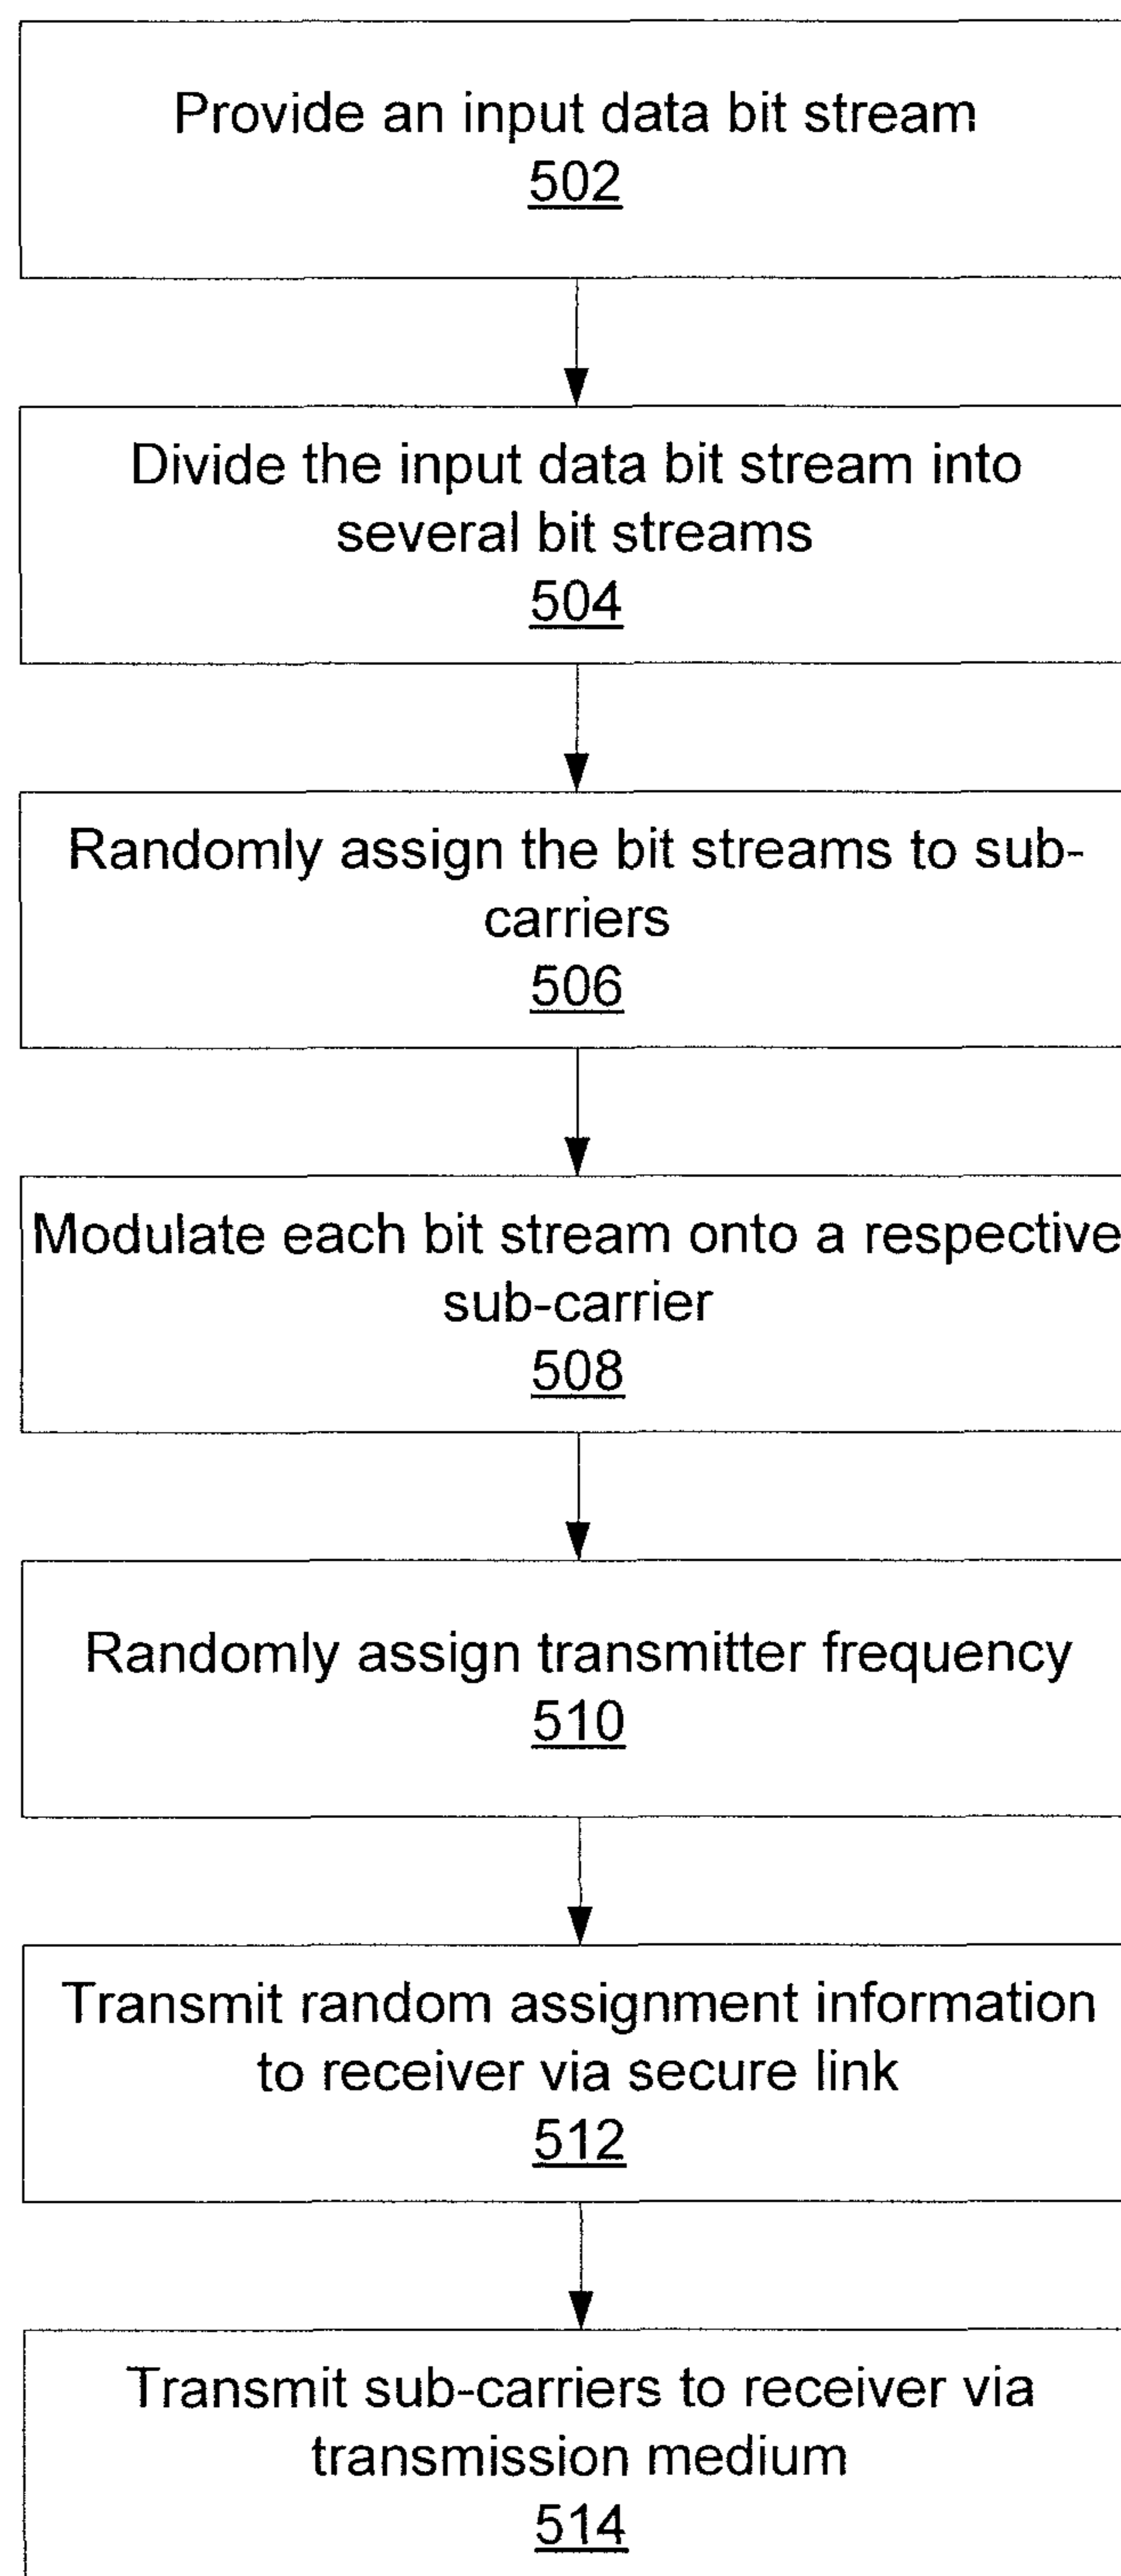 Provide an input data bit stream
502
Divide the input data bit stream into
several bit streams
504
Randomly assign the bit streams to sub-
carriers
506
Modulate each bit stream onto a respective
sub-carrier
508
Randomly assign transmitter frequency
510
Transmit random assignment information
to receiver via secure link
512
Transmit sub-carriers to receiver via
transmission medium
514